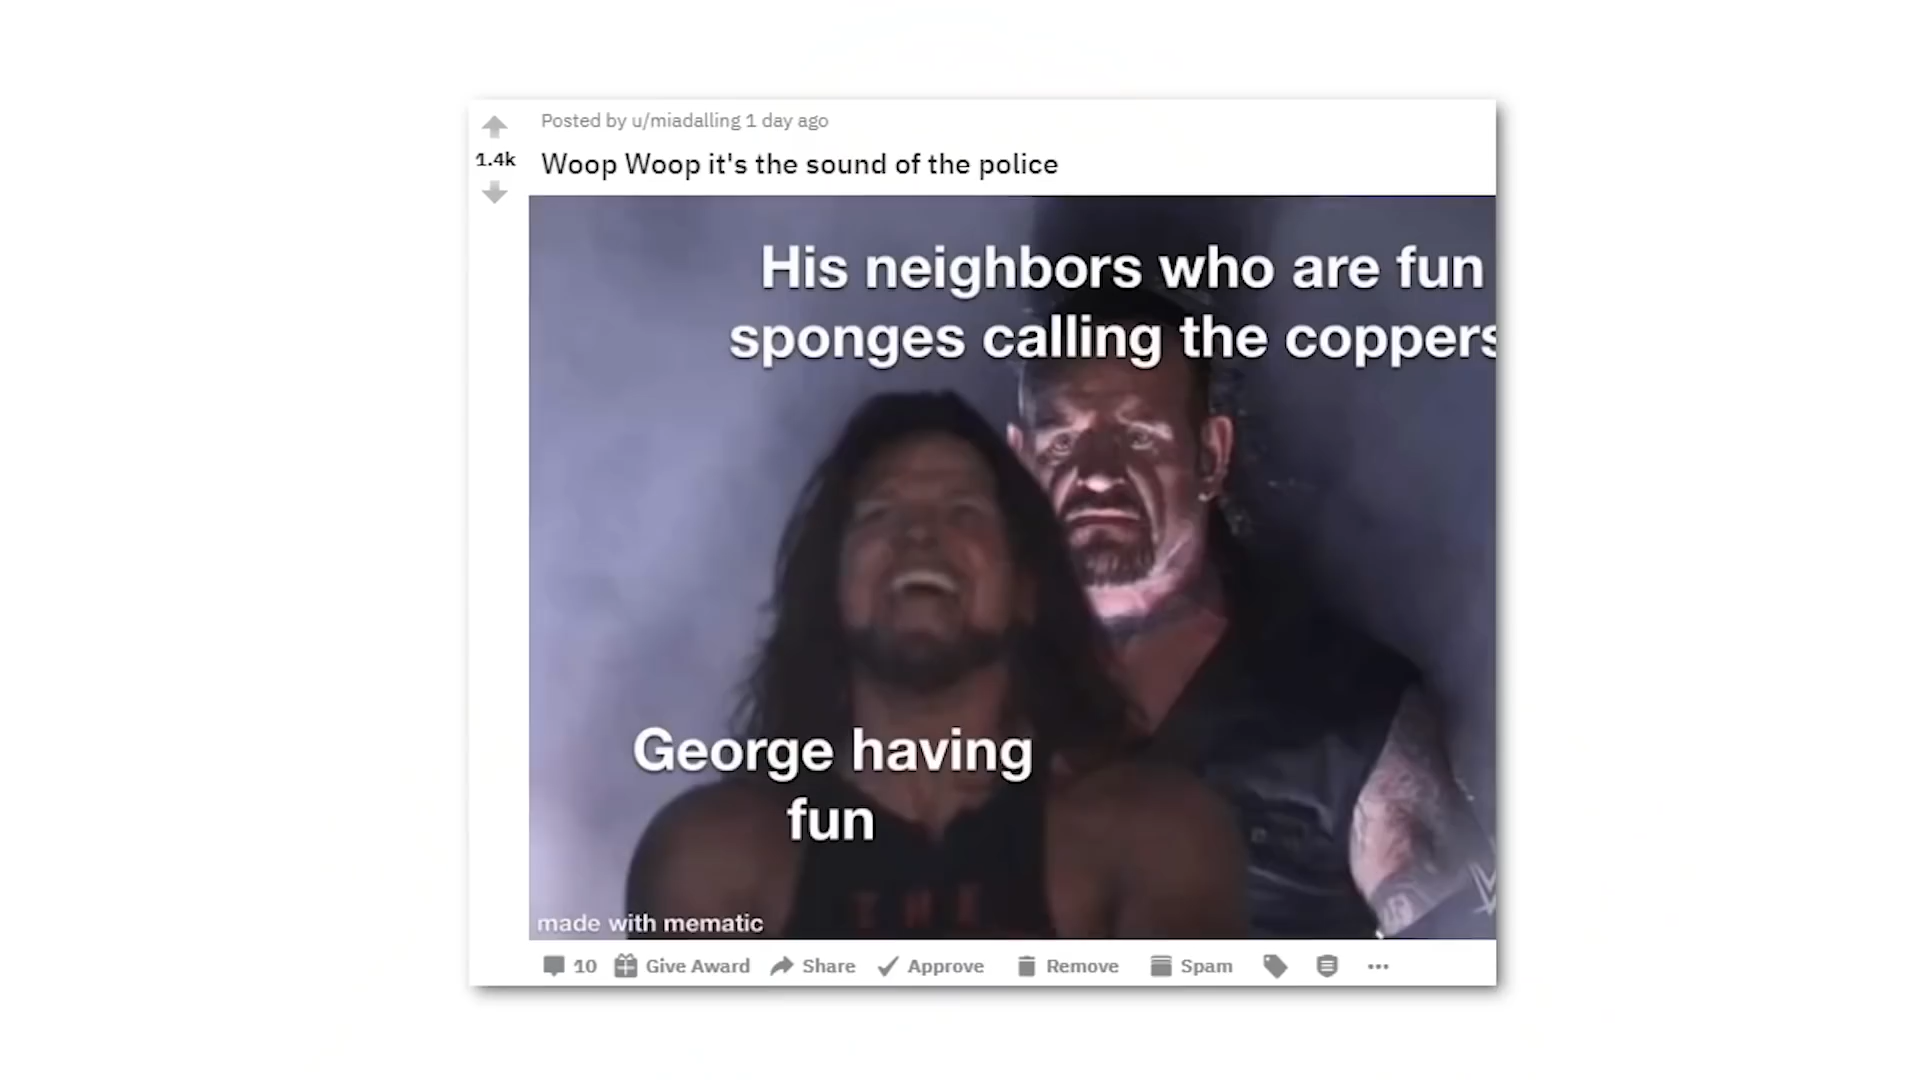 Posted by u/miadalling 1 day ago
1.4k
Woop Woop it's the sound of the police
His neighbors who are fun
sponges calling the coppers
George having
fun
THE
made with mematic
10 Give Award Share Approve Remove Spam